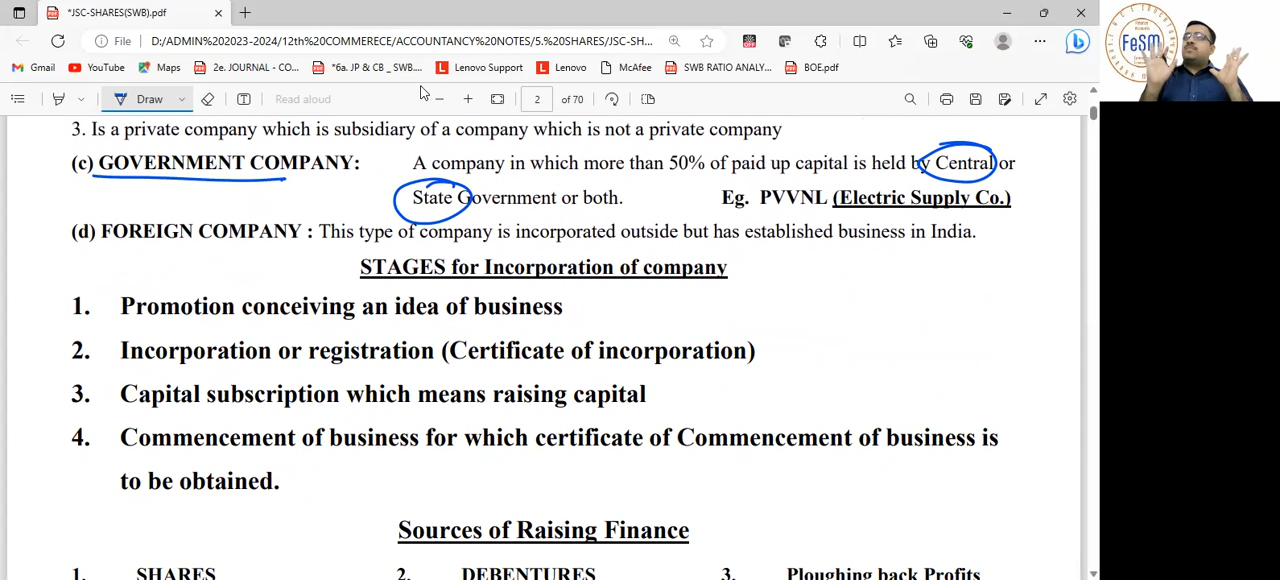 *JSC-SHARES(SWB).pdf
File D:/ADMIN%202023-2024/12th%20COMMERECE/ACCOUNTANCY%20NOTES/5.%20SHARES/JSC-SH...
Gmail YouTube Maps 2e. JOURNAL - CO... *6a. JP & CB _ SWB.... Lenovo Support Lenovo McAfee SWB RATIO ANALY... BOE.pdf
Draw Read aloud 2 of 70
3. Is a private company which is subsidiary of a company which is not a private company
(c) GOVERNMENT COMPANY: A company in which more than 50% of paid up capital is held by Central or
State Government or both. Eg. PVVNL (Electric Supply Co.)
(d) FOREIGN COMPANY : This type of company is incorporated outside but has established business in India.
STAGES for Incorporation of company
1. Promotion conceiving an idea of business
2. Incorporation or registration (Certificate of incorporation)
3. Capital subscription which means raising capital
4. Commencement of business for which certificate of Commencement of business is
to be obtained.
Sources of Raising Finance
1. SHARES 2. DEBENTURES 3. Ploughing back Profits
FeSM